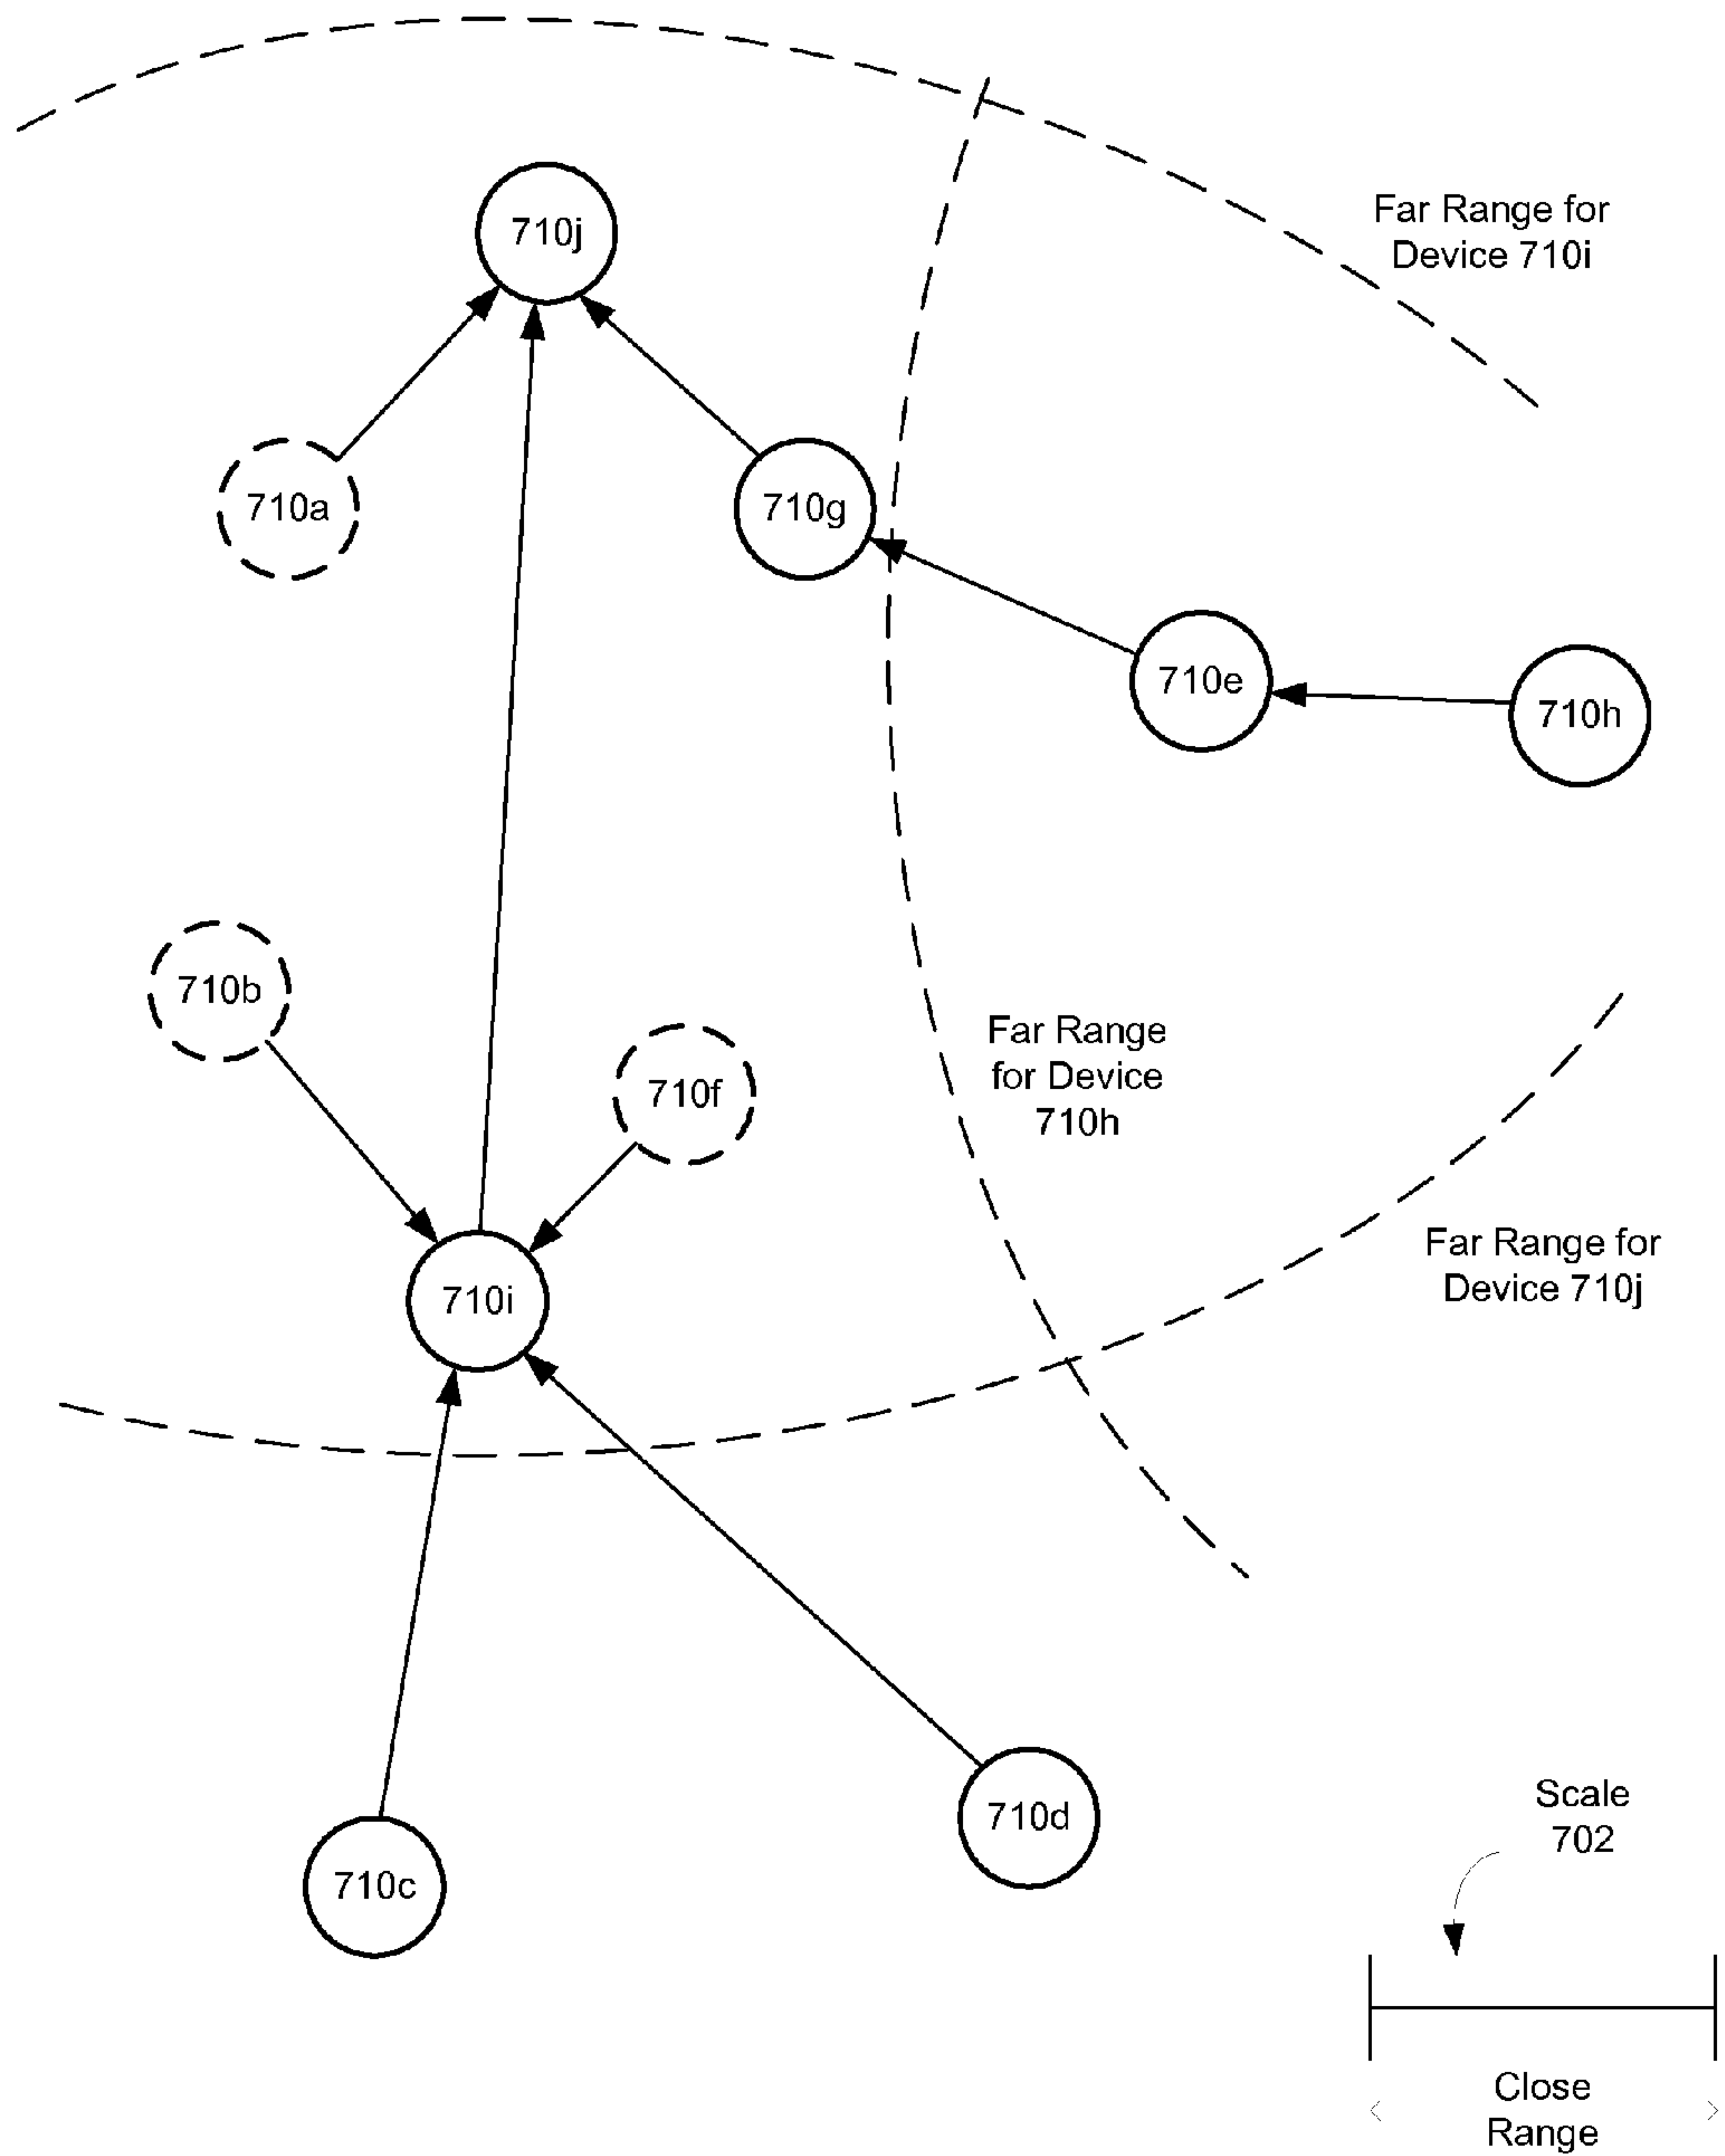 Far Range for
Device 710i
710j
710a
710g
710e
710h
710b
710f
Far Range
for Device
710h
Far Range for
Device 710j
710i
710d
710c
Scale
702
Close
Range